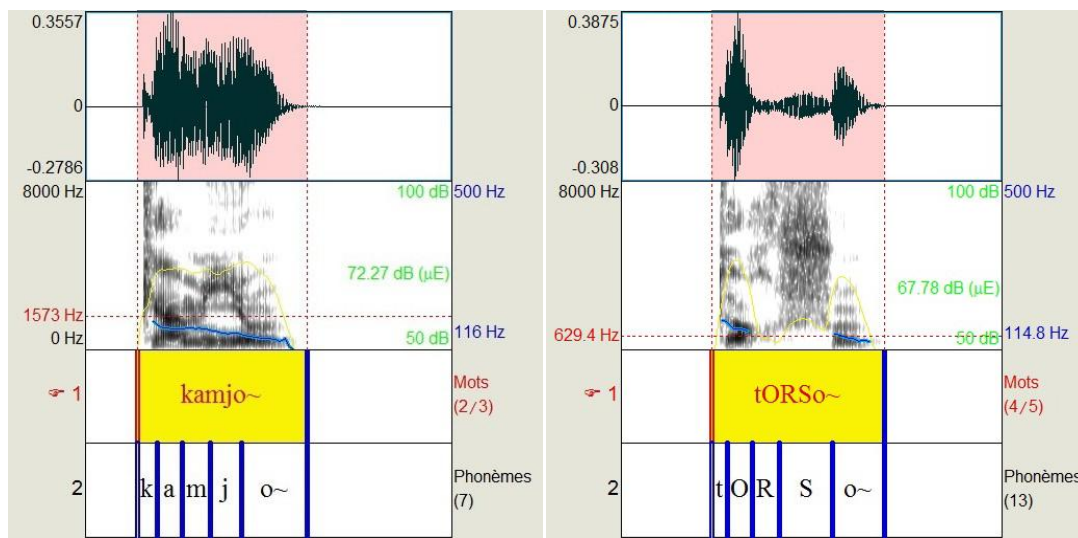 0.3557
0
-0.2786
8000 Hz
100 dB
500 Hz
72.27 dB (µE)
1573 Hz
0 Hz
50 dB
116 Hz
☞ 1
kamjo~
Mots
(2/3)
2
k a m j o~
Phonèmes
(7)
0.3875
0
-0.308
8000 Hz
100 dB
500 Hz
67.78 dB (µE)
629.4 Hz
50 dB
114.8 Hz
☞ 1
tORSo~
Mots
(4/5)
2
t O R S o~
Phonèmes
(13)